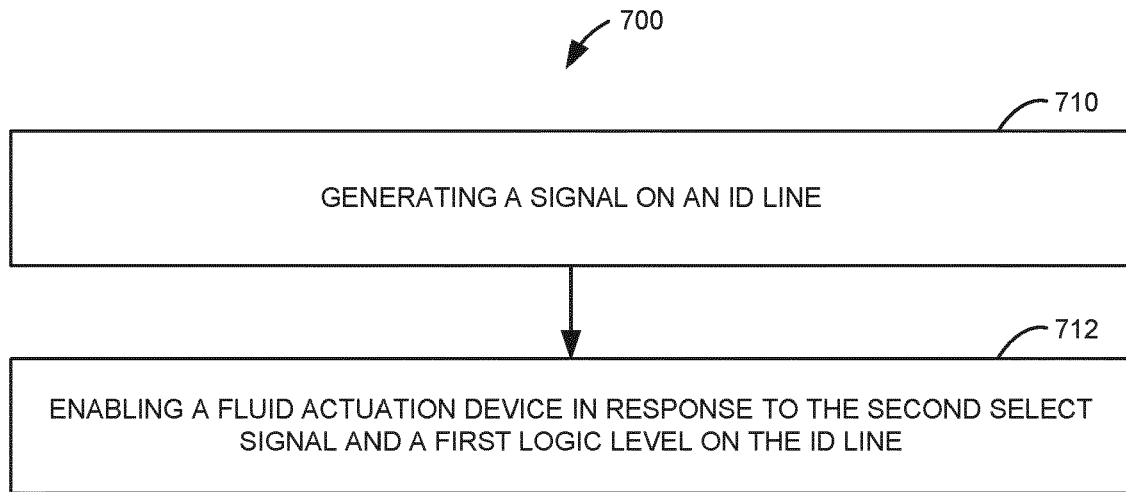 700
710
GENERATING A SIGNAL ON AN ID LINE
712
ENABLING A FLUID ACTUATION DEVICE IN RESPONSE TO THE SECOND SELECT
SIGNAL AND A FIRST LOGIC LEVEL ON THE ID LINE